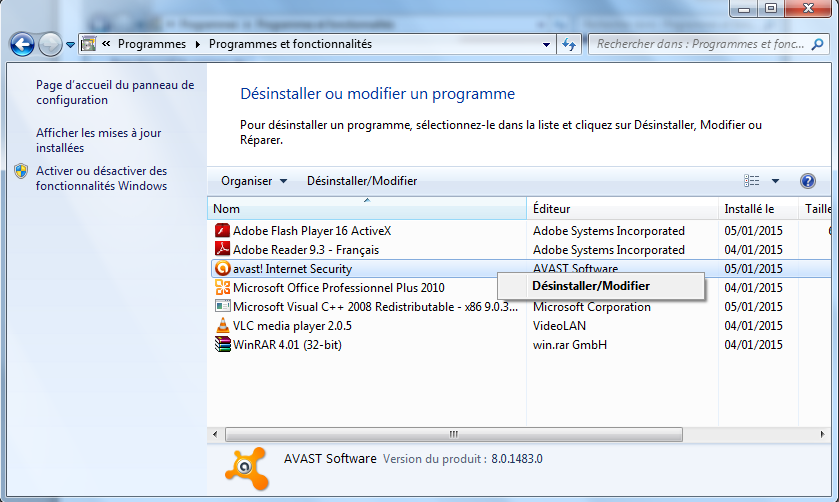 « Programmes Programmes et fonctionnalités
Rechercher dans : Programmes et fonc...
Page d'accueil du panneau de
configuration
Afficher les mises à jour
installées
Activer ou désactiver des
fonctionnalités Windows
Désinstaller ou modifier un programme
Pour désinstaller un programme, sélectionnez-le dans la liste et cliquez sur Désinstaller, Modifier ou
Réparer.
Organiser Désinstaller/Modifier
Nom Éditeur Installé le Taille
Adobe Flash Player 16 ActiveX Adobe Systems Incorporated 05/01/2015
Adobe Reader 9.3 - Français Adobe Systems Incorporated 04/01/2015
avast! Internet Security AVAST Software 05/01/2015
Désinstaller/Modifier
Microsoft Office Professionnel Plus 2010 04/01/2015
Microsoft Visual C++ 2008 Redistributable - x86 9.0.3... Microsoft Corporation 05/01/2015
VLC media player 2.0.5 VideoLAN 04/01/2015
WinRAR 4.01 (32-bit) win.rar GmbH 04/01/2015
AVAST Software Version du produit : 8.0.1483.0